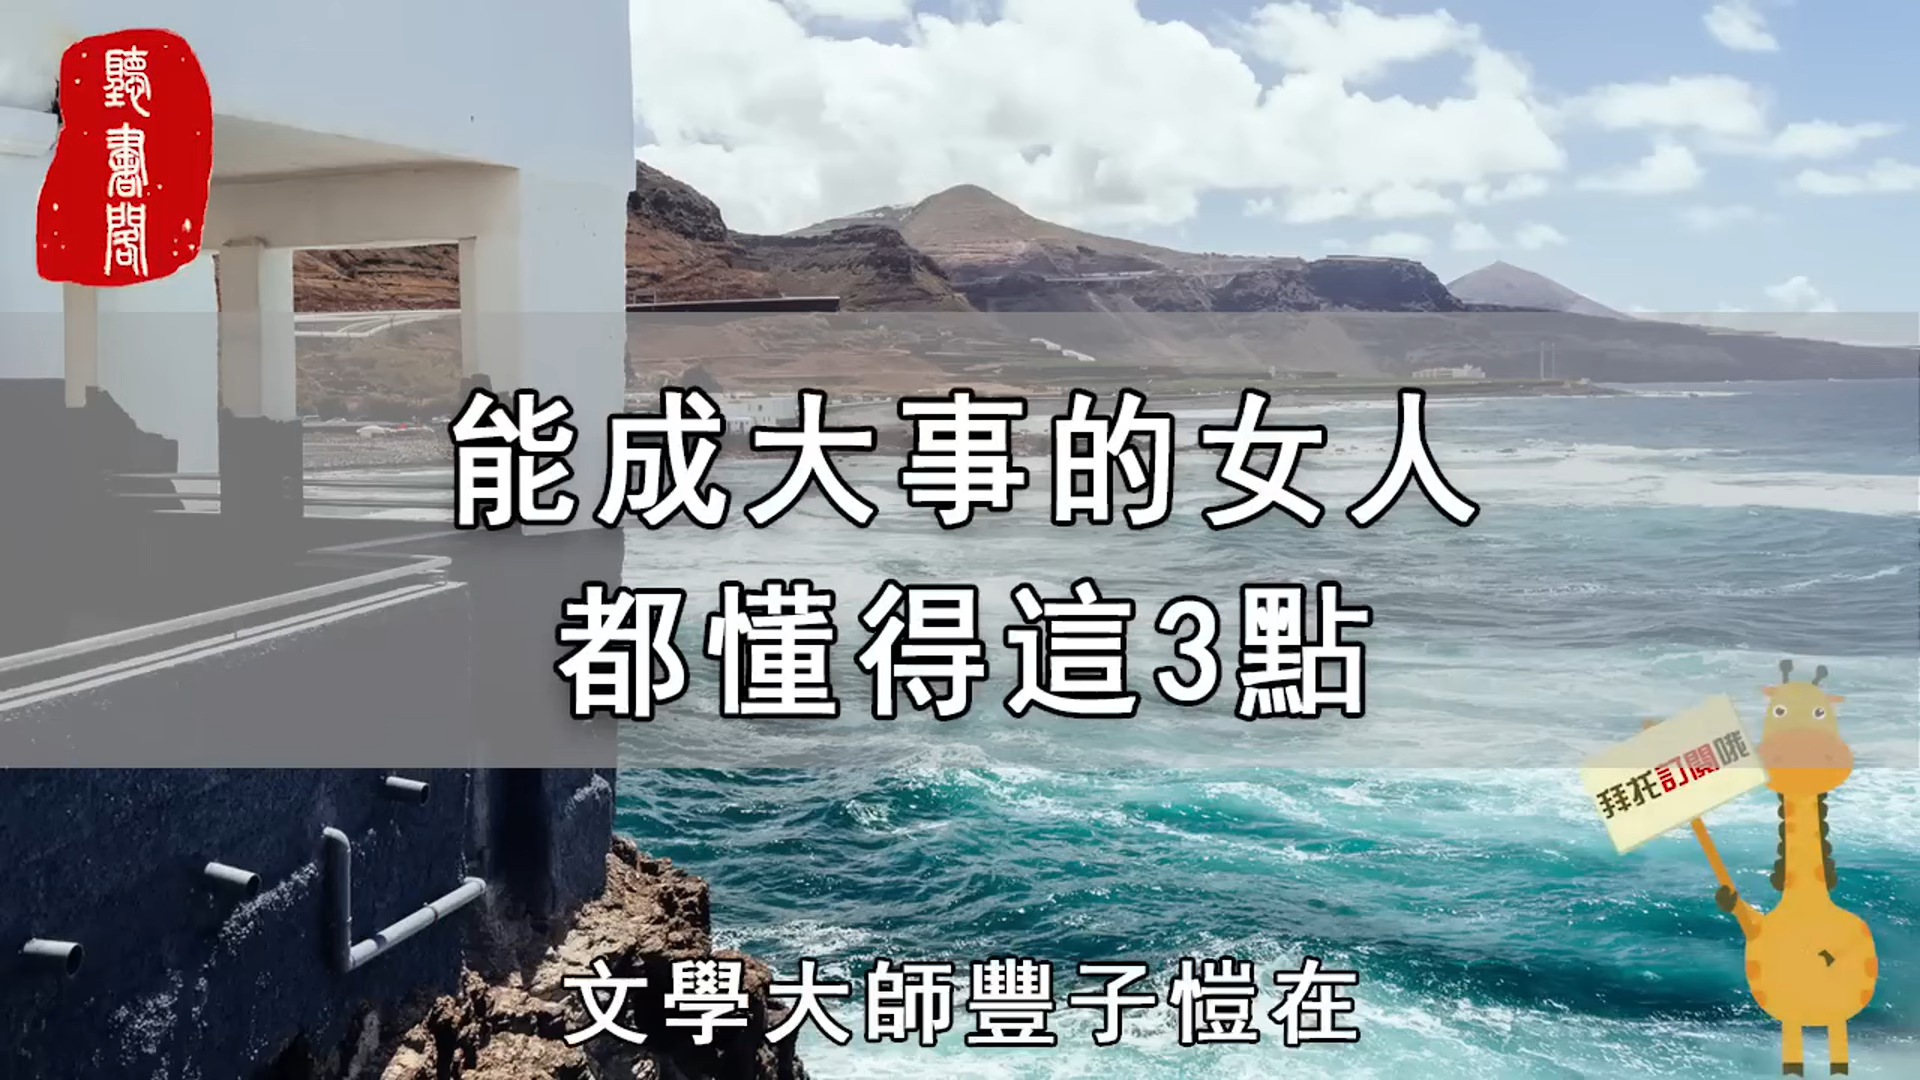 聽書閣
能成大事的女人
都懂得這3點
拜托訂閱哦
文學大師豐子愷在